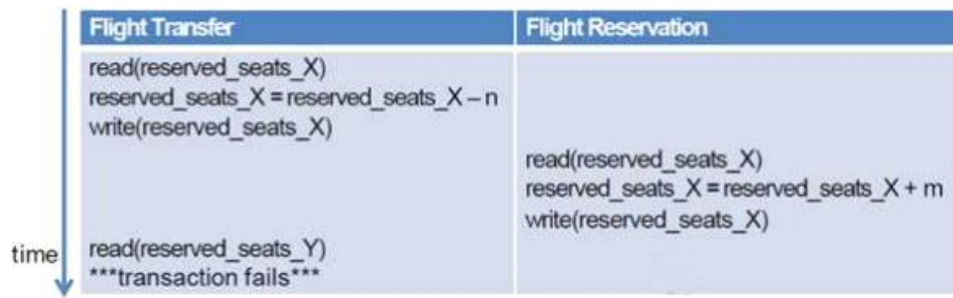 Flight Transfer
Flight Reservation
read(reserved_seats_X)
reserved_seats_X = reserved_seats_X – n
write(reserved_seats_X)
read(reserved_seats_X)
reserved_seats_X = reserved_seats_X + m
write(reserved_seats_X)
read(reserved_seats_Y)
***transaction fails***
time